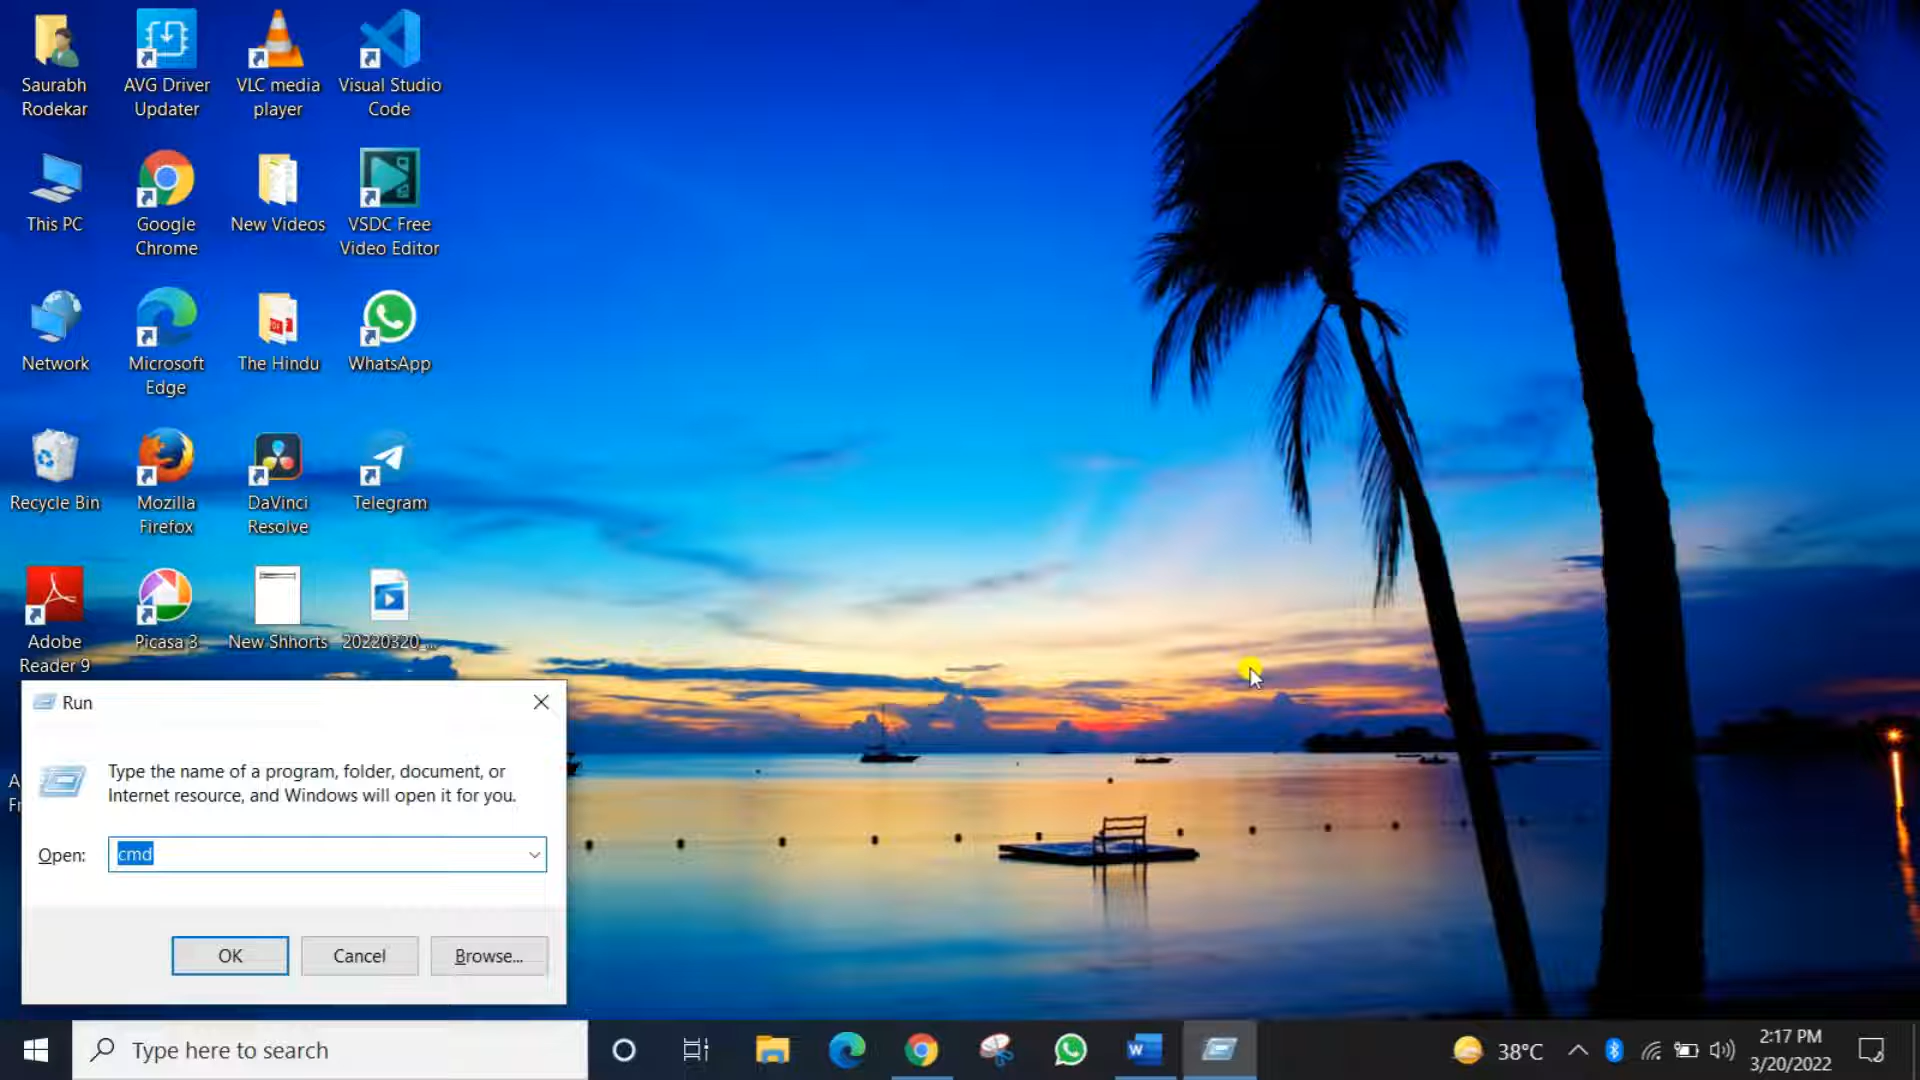 Saurabh
Rodekar
AVG Driver
Updater
VLC media
player
Visual Studio
Code
This PC
Google
Chrome
New Videos
VSDC Free
Video Editor
Network
Microsoft
Edge
The Hindu
WhatsApp
Recycle Bin
Mozilla
Firefox
DaVinci
Resolve
Telegram
Adobe
Reader 9
Picasa 3
New Shhorts
20220320_...
Run
Type the name of a program, folder, document, or
Internet resource, and Windows will open it for you.
Open:
cmd
OK
Cancel
Browse...
Type here to search
38°C
2:17 PM
3/20/2022